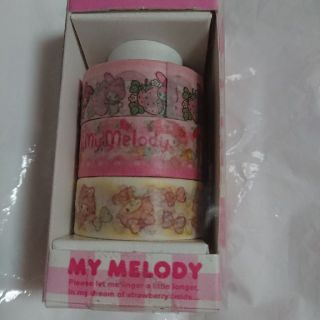 My Melody
MY MELODY
Please let me linger a little longer,
in my dream of strawberry fields...